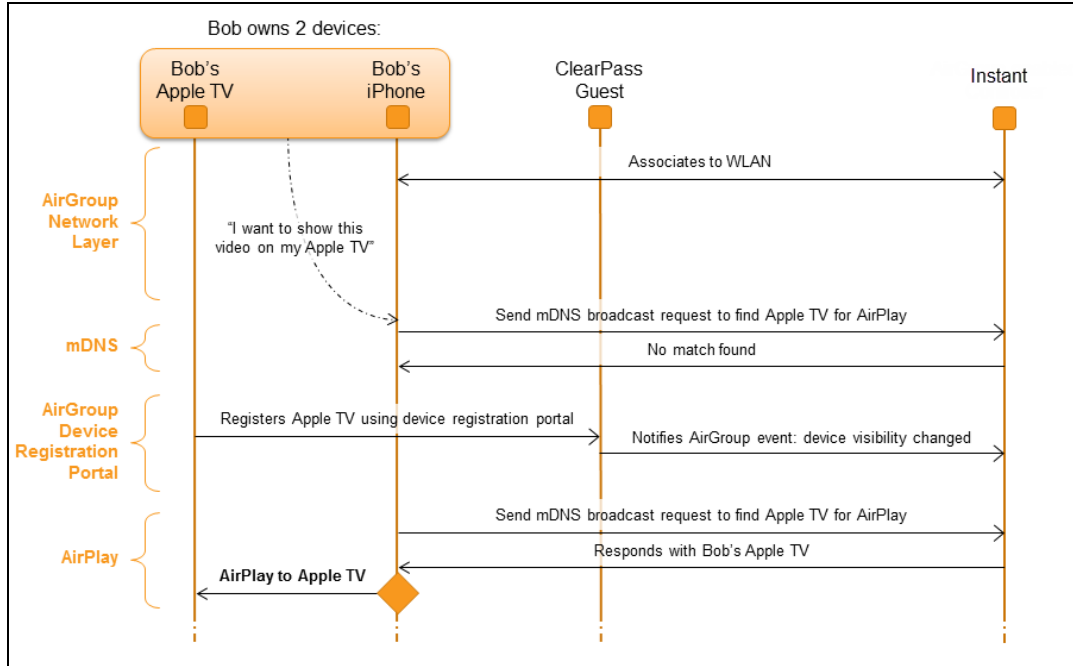 Bob owns 2 devices:
Bob's
Apple TV
Bob's
iPhone
ClearPass
Guest
Instant
AirGroup
Network
Layer
Associates to WLAN
"I want to show this
video on my Apple TV"
mDNS
Send mDNS broadcast request to find Apple TV for AirPlay
No match found
AirGroup
Device
Registration
Portal
Registers Apple TV using device registration portal
Notifies AirGroup event: device visibility changed
AirPlay
Send mDNS broadcast request to find Apple TV for AirPlay
Responds with Bob's Apple TV
AirPlay to Apple TV